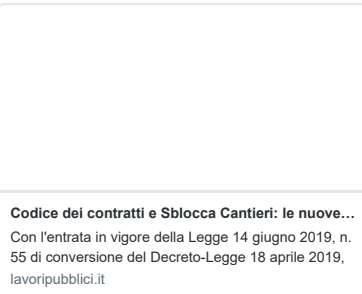 Codice dei contratti e Sblocca Cantieri: le nuove…
Con l'entrata in vigore della Legge 14 giugno 2019, n.
55 di conversione del Decreto-Legge 18 aprile 2019,
lavoripubblici.it